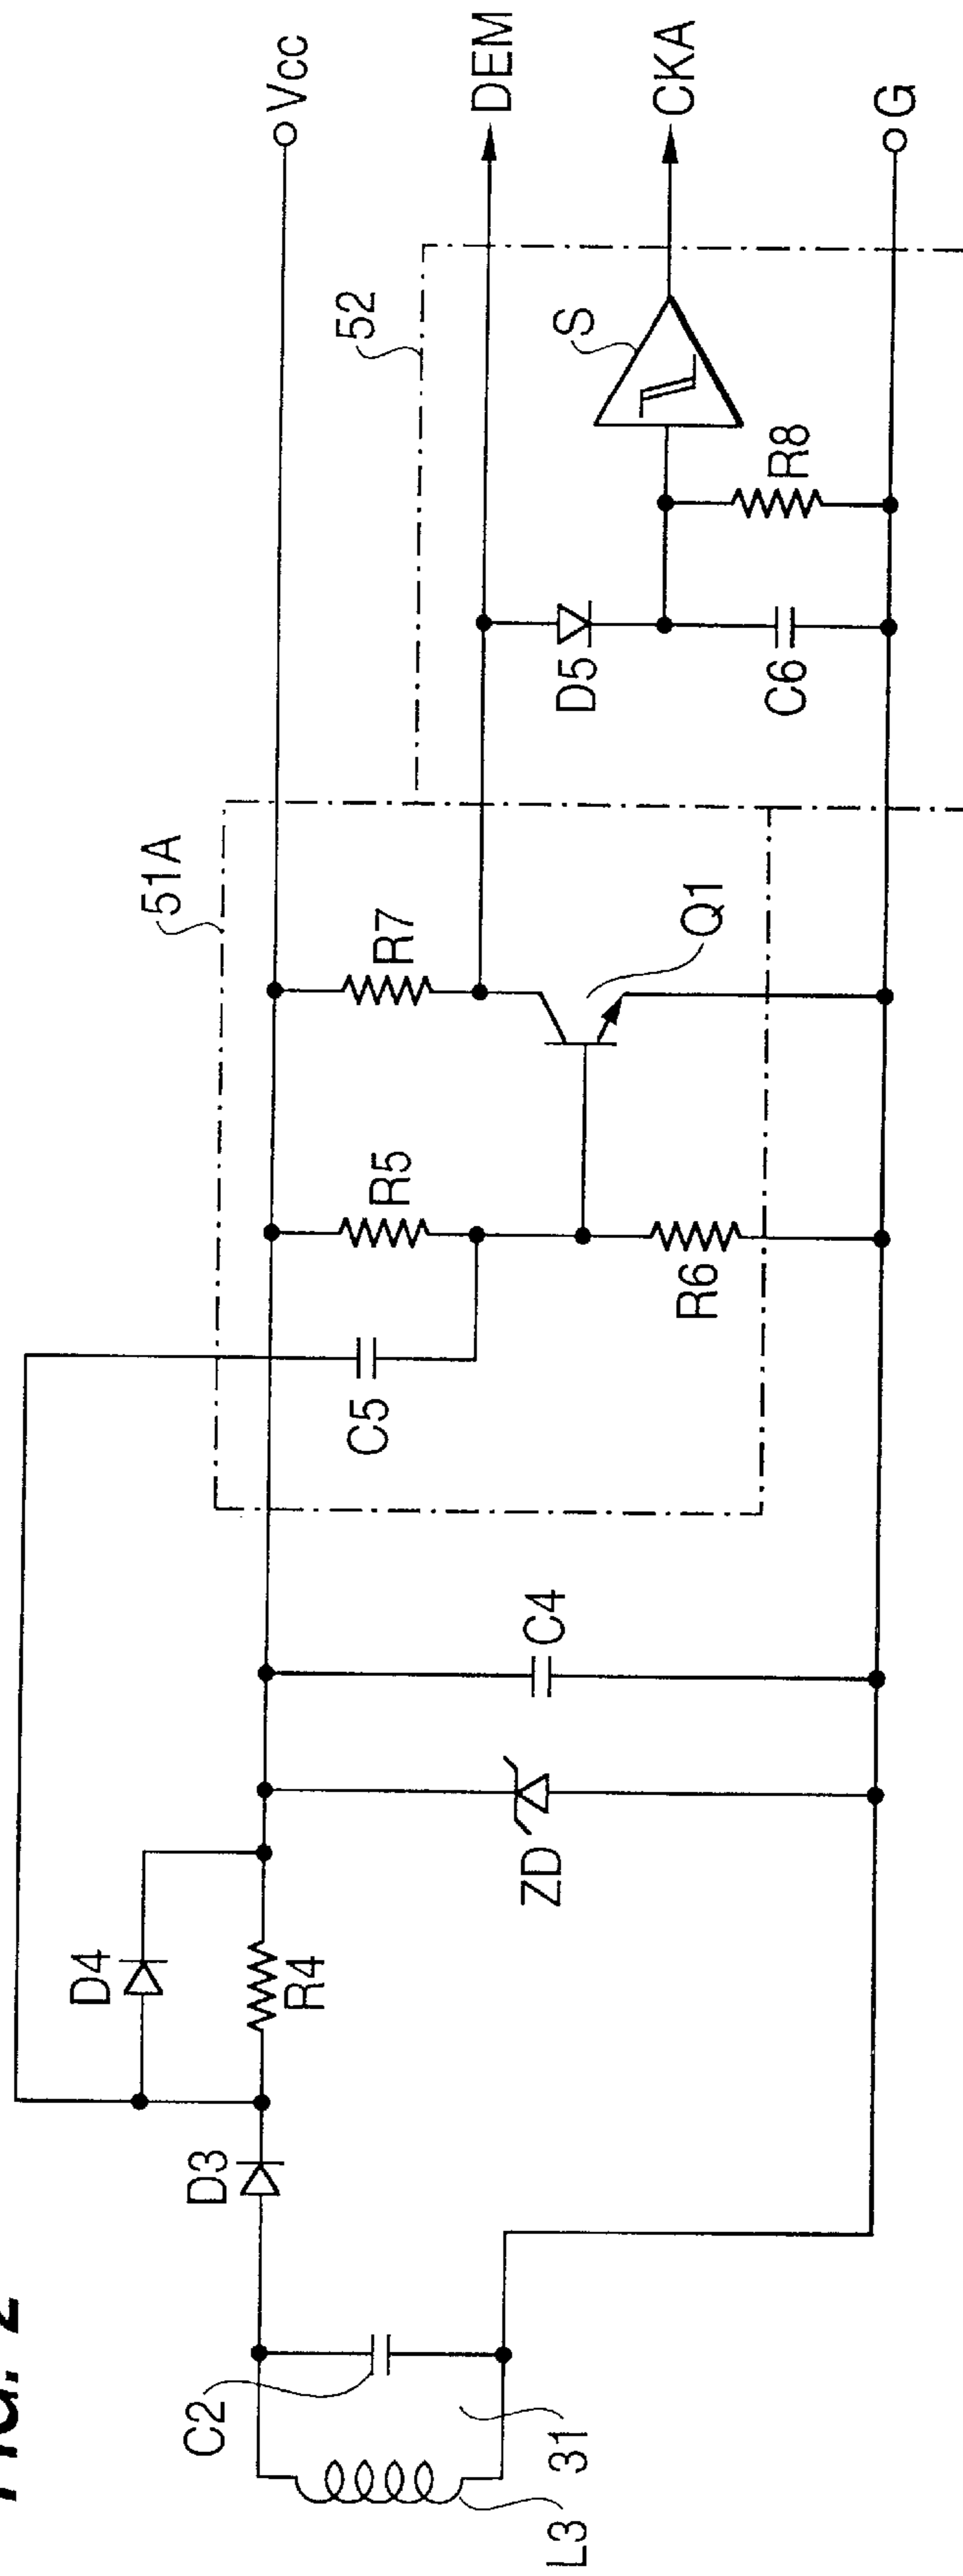 FIG. 2
51A
52
Vcc
DEM
CKA
G
D4
D3
R4
C5
R5
R7
S
C2
31
L3
ZD
C4
R6
Q1
D5
C6
R8